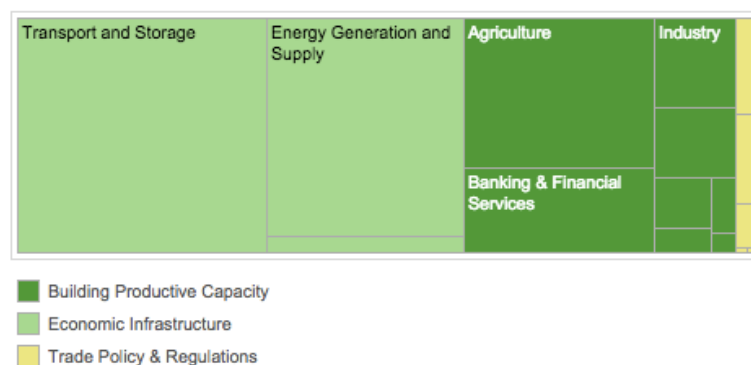 Transport and Storage
Energy Generation and
Supply
Agriculture
Industry
Banking & Financial
Services
Building Productive Capacity
Economic Infrastructure
Trade Policy & Regulations